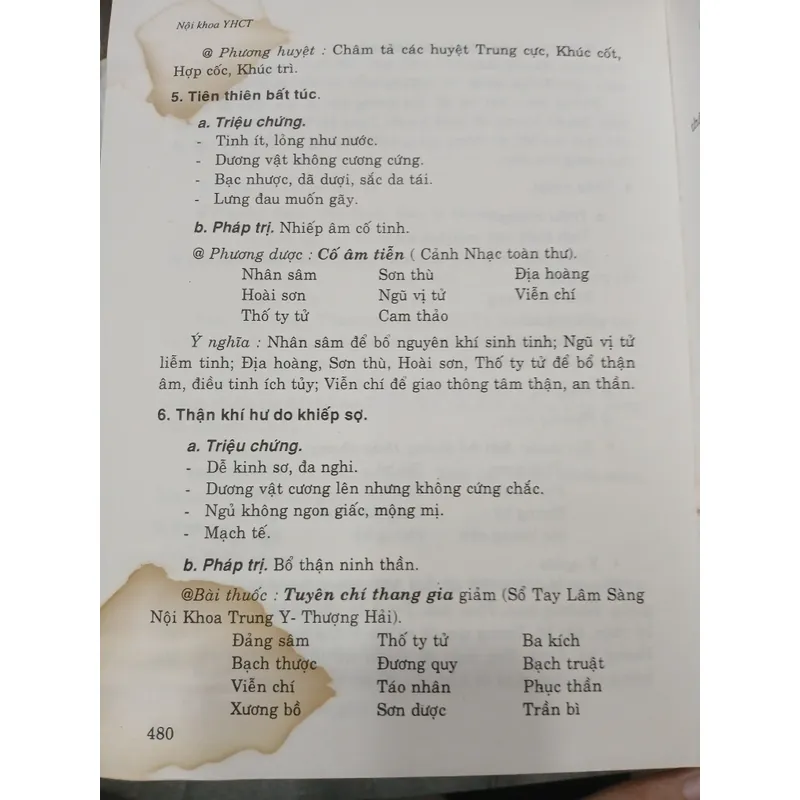 Nội khoa YHCT
@ Phương huyệt : Châm tả các huyệt Trung cực, Khúc cốt,
Hợp cốc, Khúc trì.
5. Tiên thiên bất túc.
a. Triệu chứng.
- Tinh ít, lỏng như nước.
- Dương vật không cương cứng.
- Bạc nhược, dã dượi, sắc da tái.
- Lưng đau muốn gãy.
b. Pháp trị. Nhiếp âm cố tinh.
@ Phương dược : Cố âm tiễn ( Cảnh Nhạc toàn thư).
Nhân sâm Sơn thù Địa hoàng
Hoài sơn Ngũ vị tử Viễn chí
Thố ty tử Cam thảo
Ý nghĩa : Nhân sâm để bổ nguyên khí sinh tinh; Ngũ vị tử
liễm tinh; Địa hoàng, Sơn thù, Hoài sơn, Thố ty tử để bổ thận
âm, điều tinh ích tủy; Viễn chí để giao thông tâm thận, an thần.
6. Thận khí hư do khiếp sợ.
a. Triệu chứng.
- Dễ kinh sơ, đa nghi.
- Dương vật cương lên nhưng không cứng chắc.
- Ngủ không ngon giấc, mộng mị.
- Mạch tế.
b. Pháp trị. Bổ thận ninh thần.
@Bài thuốc : Tuyên chí thang gia giảm (Sổ Tay Lâm Sàng
Nội Khoa Trung Y- Thượng Hải).
Đảng sâm Thố ty tử Ba kích
Bạch thược Đương quy Bạch truật
Viễn chí Táo nhân Phục thần
Xương bồ Sơn dược Trần bì
480